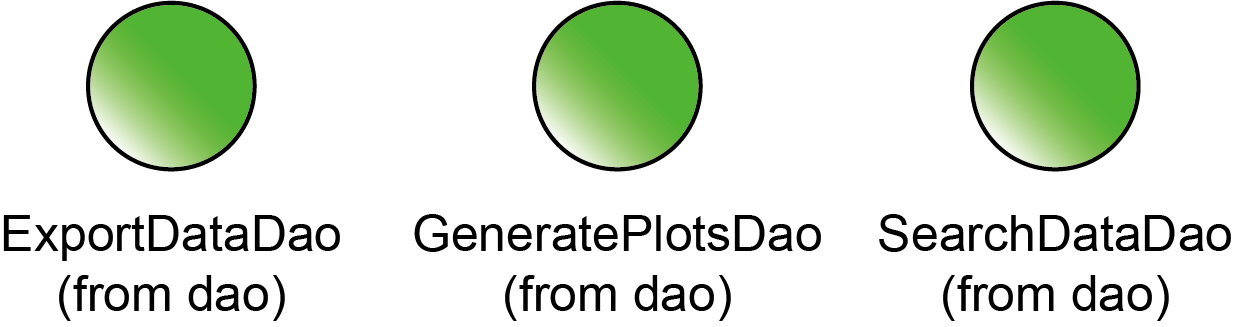 ExportDataDao
(from dao)
GeneratePlotsDao
(from dao)
SearchDataDao
(from dao)